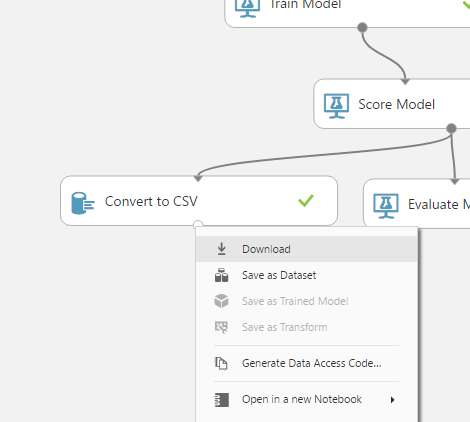 Train Model
Score Model
Convert to CSV
Evaluate M
Download
Save as Dataset
Save as Trained Model
Save as Transform
Generate Data Access Code...
Open in a new Notebook